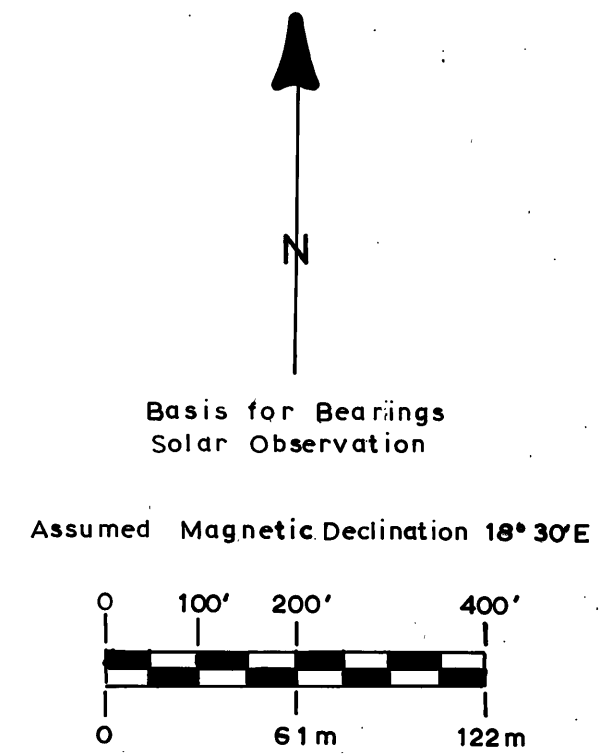 N
Basis for Bearings
Solar Observation
Assumed Magnetic Declination 18° 30'E
0 100' 200' 400'
0 61m 122m